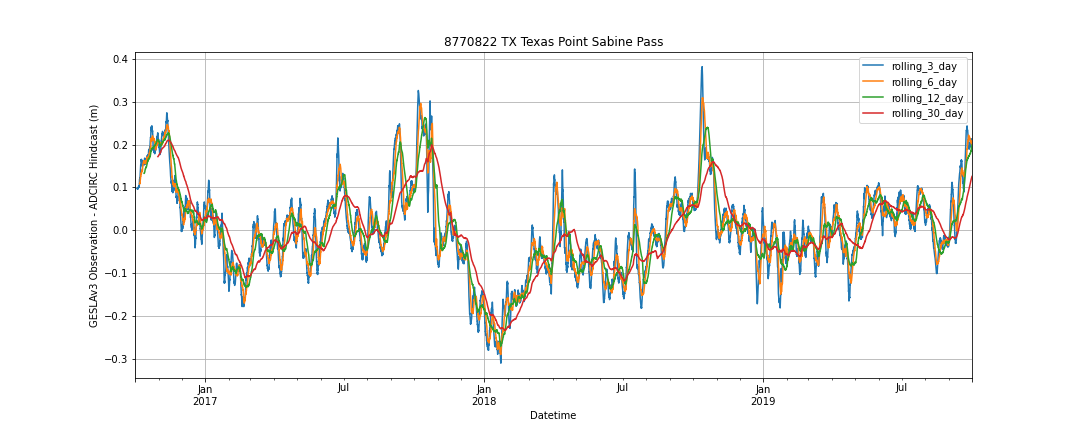 8770822 TX Texas Point Sabine Pass
rolling_3_day
rolling_6_day
rolling_12_day
rolling_30_day
GESLAv3 Observation - ADCIRC Hindcast (m)
0.4
0.3
0.2
0.1
0.0
−0.1
−0.2
−0.3
Jan
2017
Jul
Jan
2018
Jul
Jan
2019
Jul
Datetime